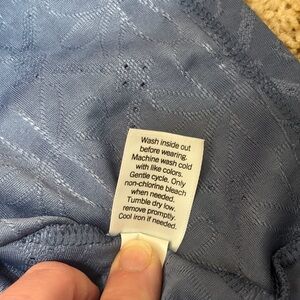 Wash inside out
before wearing.
Machine wash cold
with like colors.
Gentle cycle. Only
non-chlorine bleach
when needed.
Tumble dry low,
remove promptly.
Cool iron if needed.